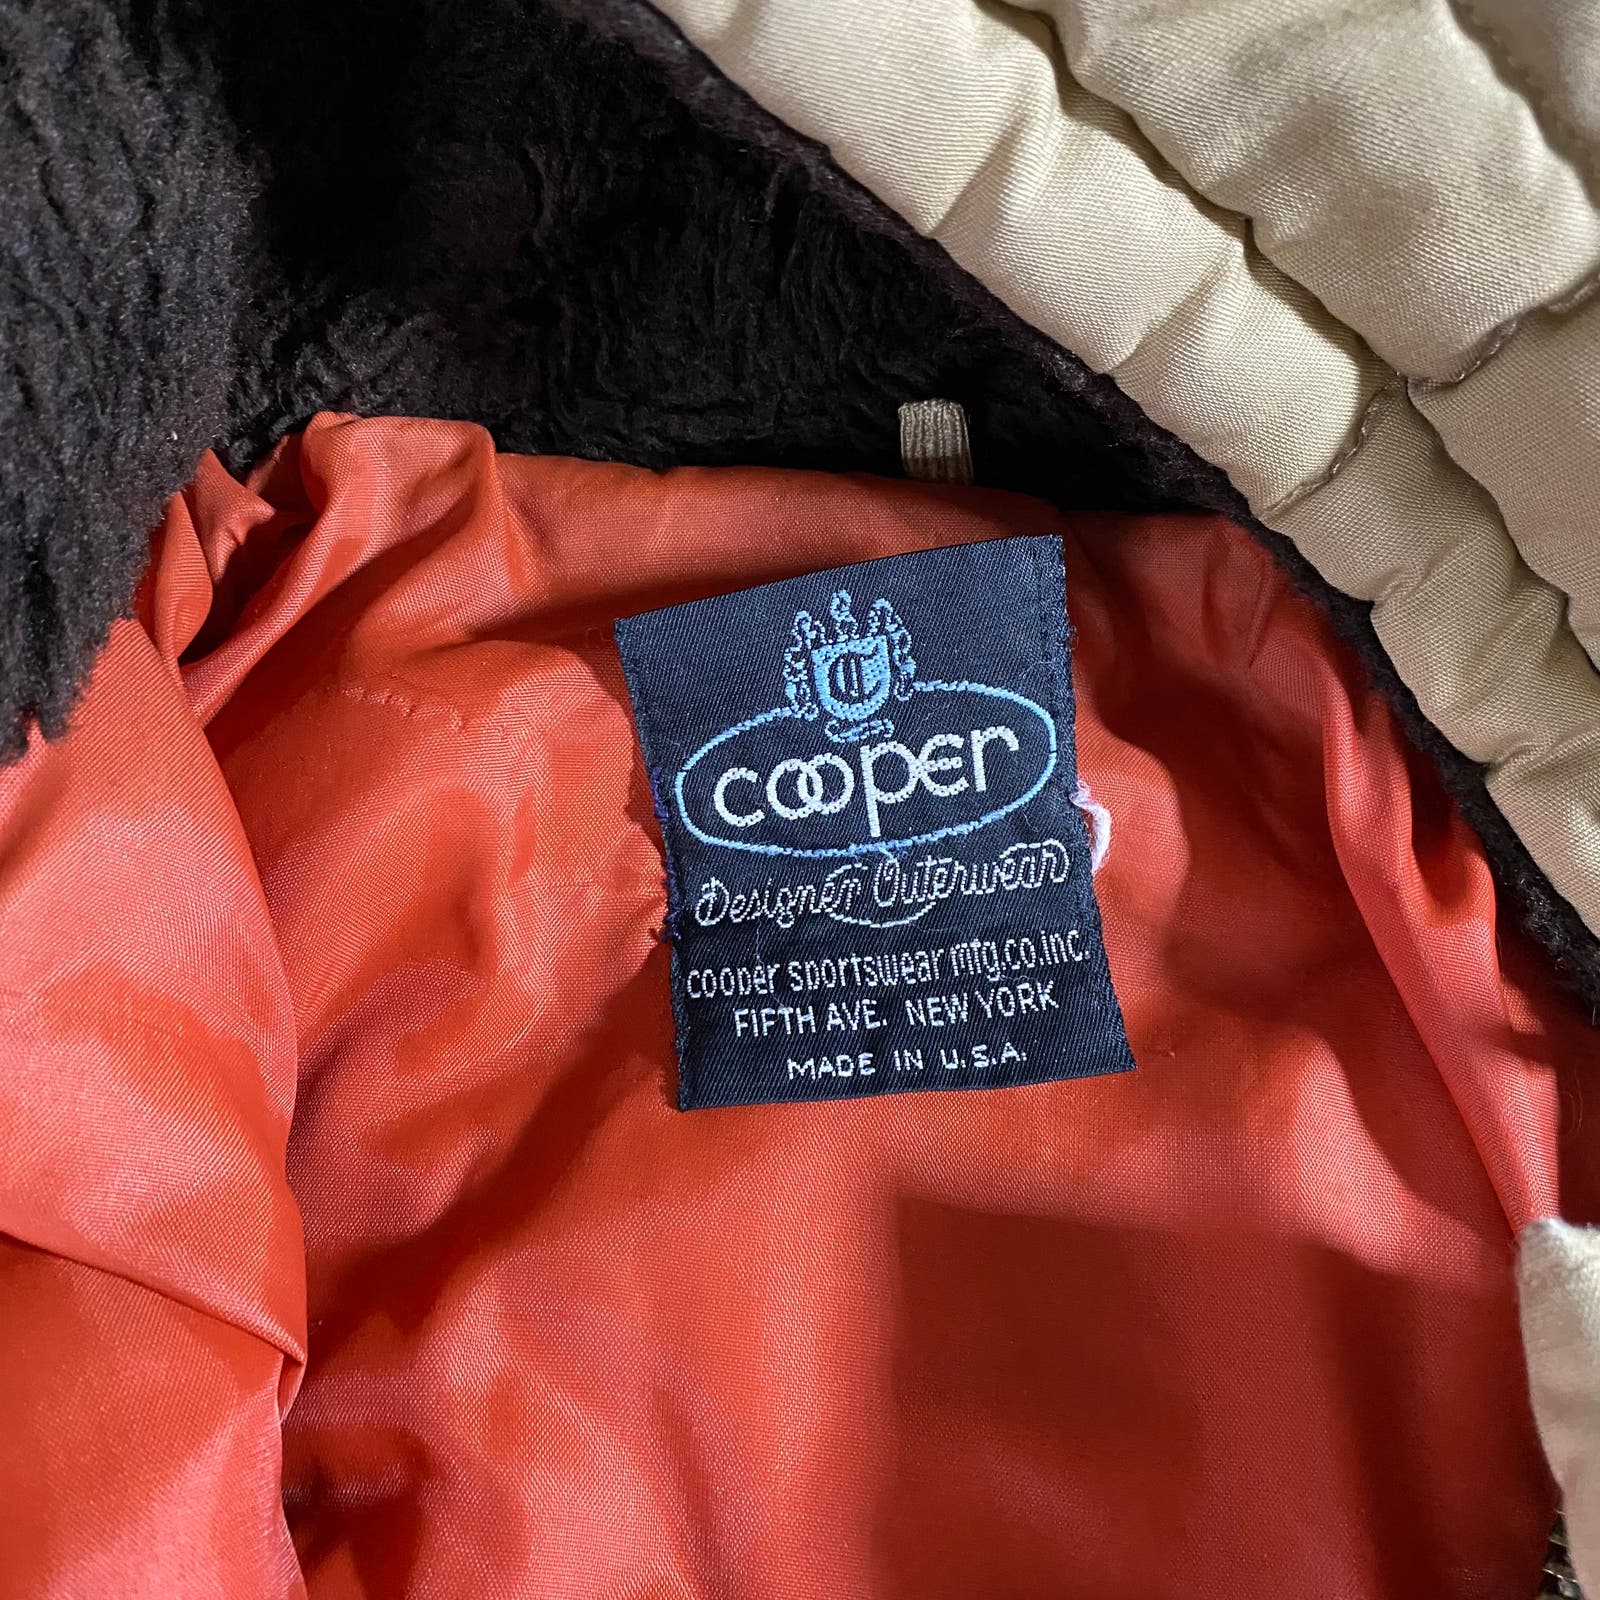 C
cooper
Designer Outerwear
cooper sportswear mfg.co.inc.
FIFTH AVE. NEW YORK
MADE IN U.S.A.